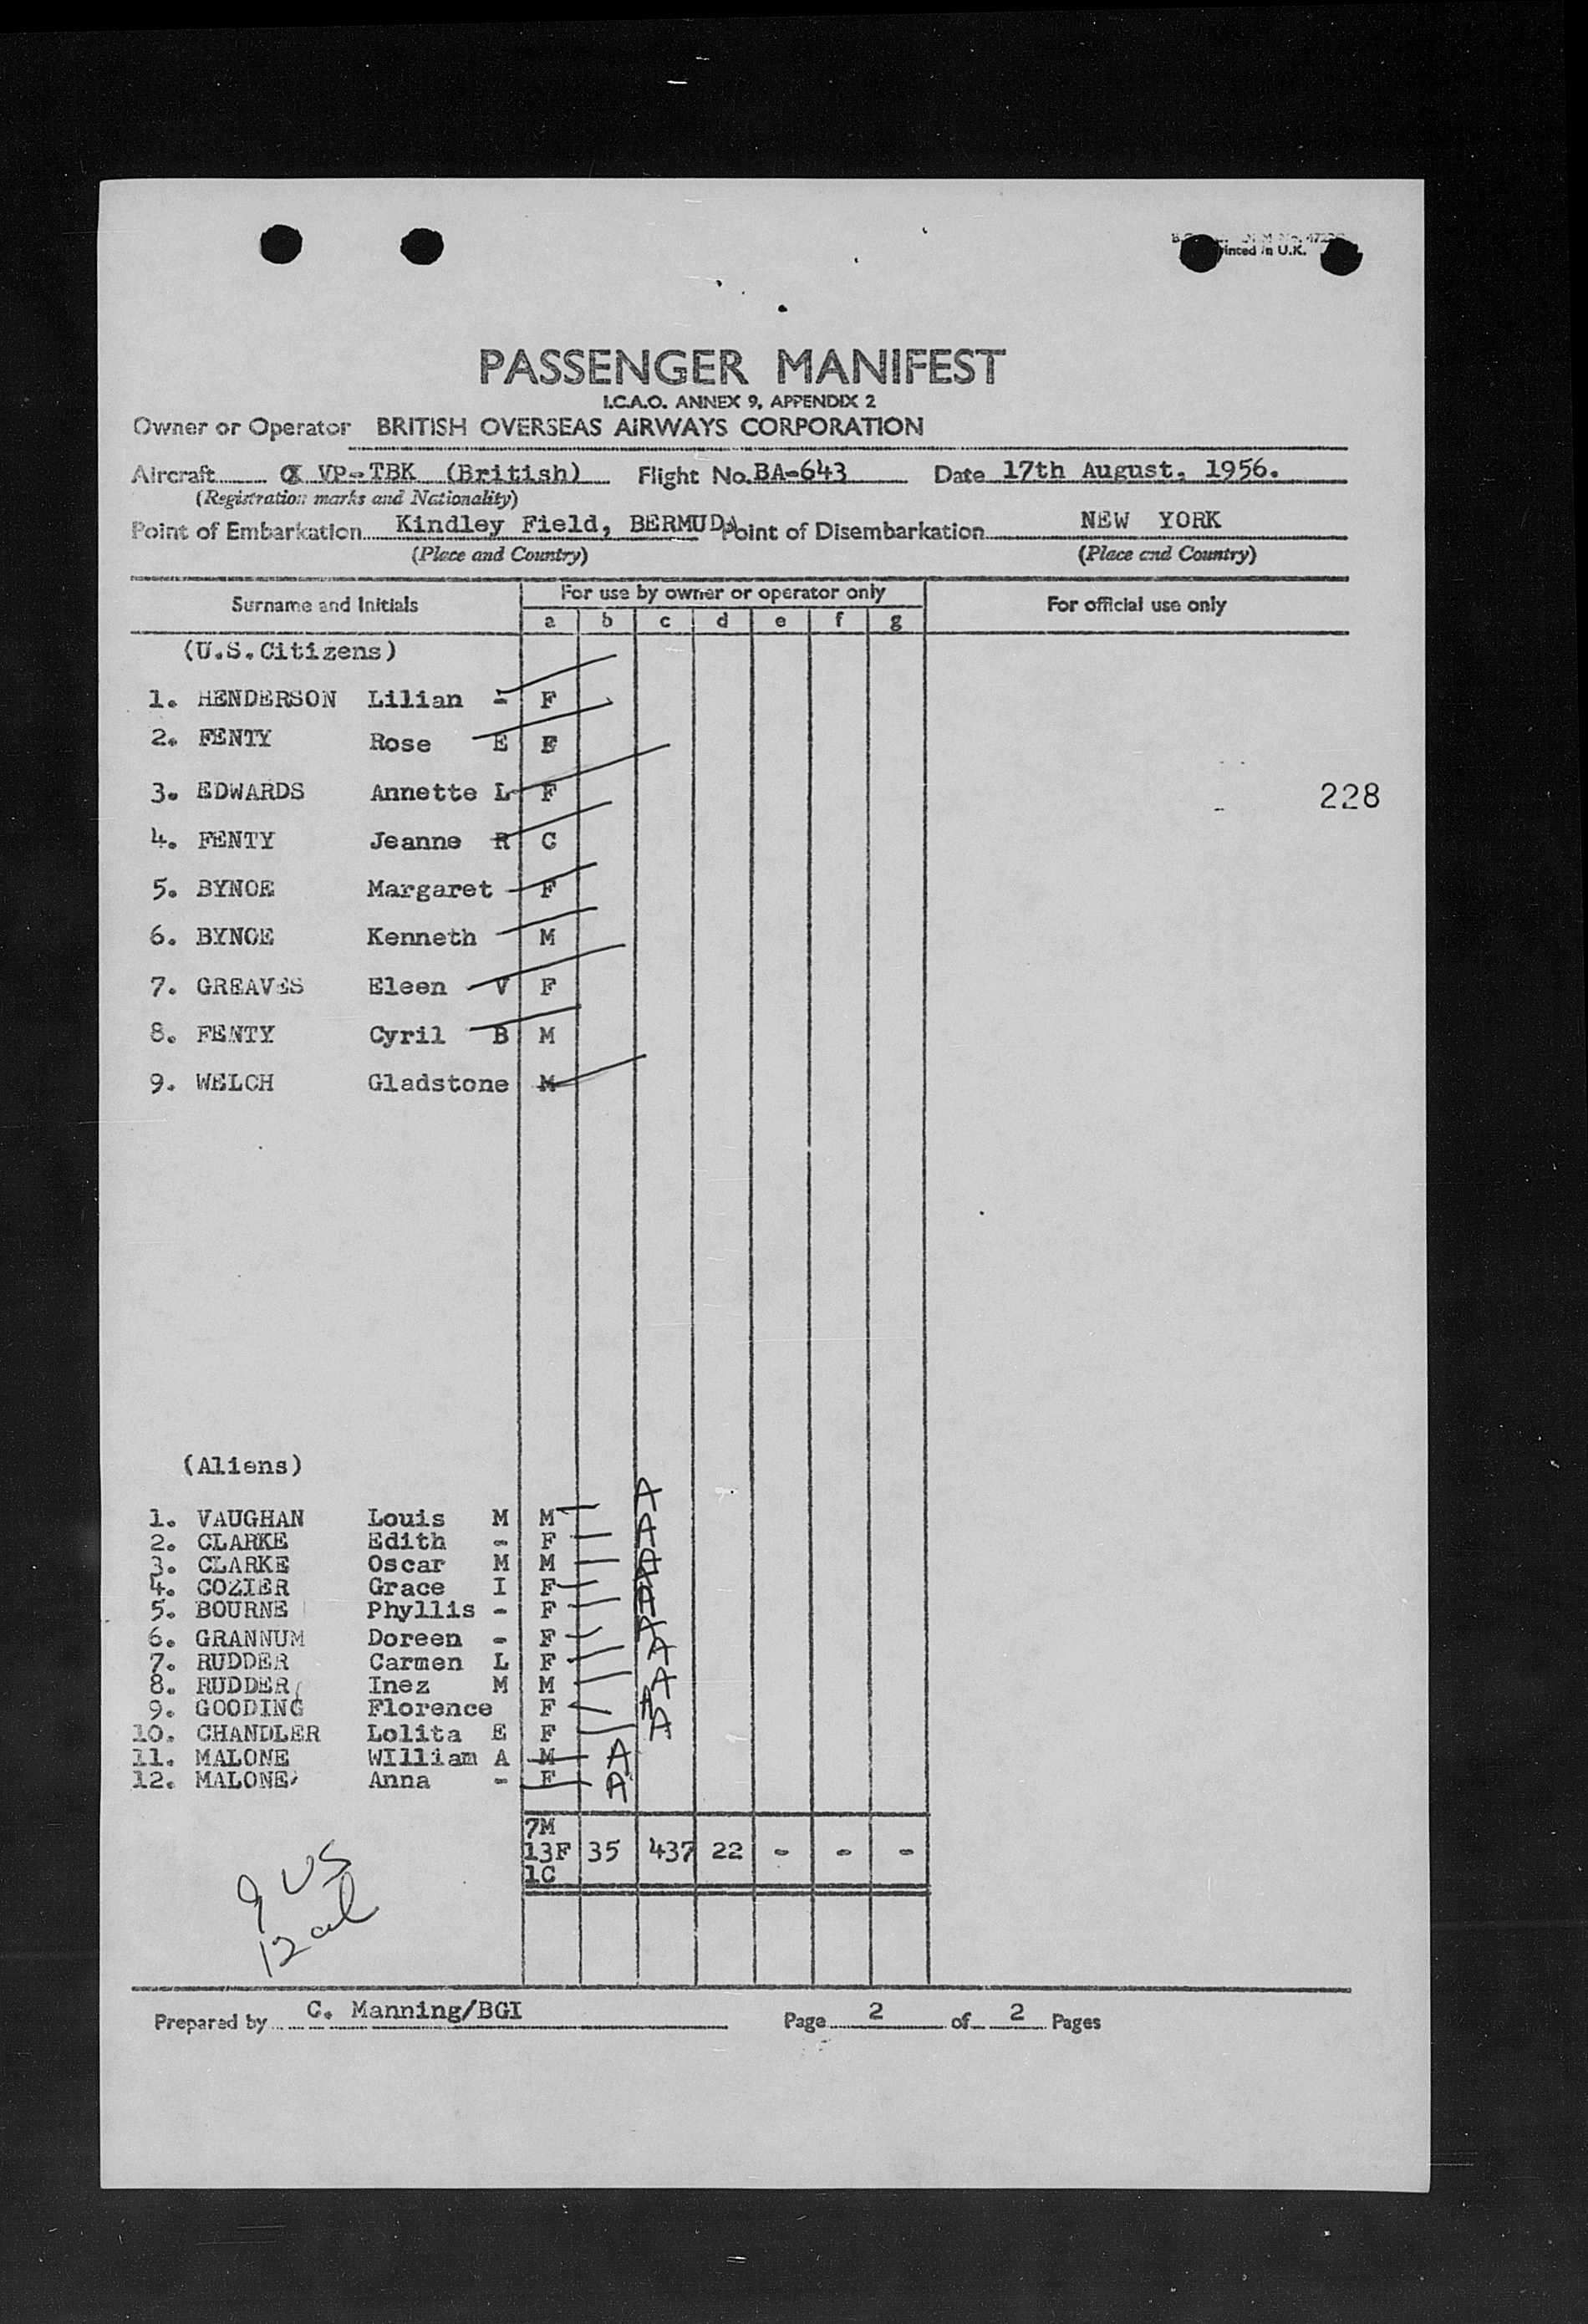 Printed in U.K.
PASSENGER MANIFEST
I.C.A.O. ANNEX 9, APPENDIX 2
Owner or Operator BRITISH OVERSEAS AIRWAYS CORPORATION
Aircraft VP-TBK (British) Flight No. BA-643 Date 17th August, 1956.
(Registration marks and Nationality)
Point of Embarkation Kindley Field, BERMUDA Point of Disembarkation NEW YORK
(Place and Country) (Place and Country)
Surname and Initials For use by owner or operator only For official use only
a b c d e f g
(U.S.Citizens)
1. HENDERSON Lilian - F
2. FENTY Rose E F
3. EDWARDS Annette L F
228
4. FENTY Jeanne R C
5. BYNOE Margaret F
6. BYNOE Kenneth M
7. GREAVES Eleen V F
8. FENTY Cyril B M
9. WELCH Gladstone M
(Aliens)
1. VAUGHAN Louis M M A
2. CLARKE Edith - F A
3. CLARKE Oscar M M A
4. COZIER Grace I F A
5. BOURNE Phyllis - F A
6. GRANNUM Doreen - F A
7. RUDDER Carmen L F A
8. RUDDER Inez M M A
9. GOODING Florence F A
10. CHANDLER Lolita E F A
11. MALONE WIlliam A M A
12. MALONE Anna - F A
7M
13F 35 437 22 - - -
1C
9 US
12 al
Prepared by C. Manning/BGI Page 2 of 2 Pages